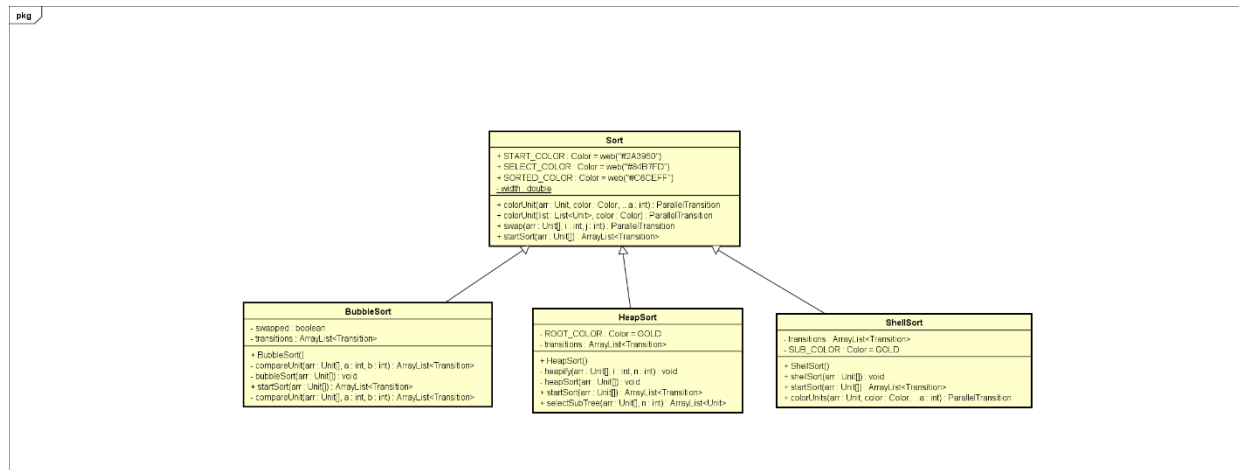 pkg
Sort
+ START_COLOR : Color = web("#2A3950")
+ SELECT_COLOR : Color = web("#84B7FD")
+ SORTED_COLOR : Color = web("#C6CEFF")
- width : double
+ colorUnit(arr : Unit, color : Color, ...a : int) : ParallelTransition
+ colorUnit(list : List<Unit>, color : Color) : ParallelTransition
+ swap(arr : Unit[], i : int, j : int) : ParallelTransition
+ startSort(arr : Unit[]) : ArrayList<Transition>
BubbleSort
- swapped : boolean
- transitions : ArrayList<Transition>
+ BubbleSort()
- compareUnit(arr : Unit[], a : int, b : int) : ArrayList<Transition>
- bubbleSort(arr : Unit[]) : void
+ startSort(arr : Unit[]) : ArrayList<Transition>
- compareUnit(arr : Unit[], a : int, b : int) : ArrayList<Transition>
HeapSort
- ROOT_COLOR : Color = GOLD
- transitions : ArrayList<Transition>
+ HeapSort()
- heapify(arr : Unit[], i : int, n : int) : void
- heapSort(arr : Unit[]) : void
+ startSort(arr : Unit[]) : ArrayList<Transition>
+ selectSubTree(arr : Unit[], n : int) : ArrayList<Unit>
ShellSort
- transitions : ArrayList<Transition>
- SUB_COLOR : Color = GOLD
+ ShellSort()
+ shellSort(arr : Unit[]) : void
+ startSort(arr : Unit[]) : ArrayList<Transition>
+ colorUnits(arr : Unit, color : Color, ...a : int) : ParallelTransition